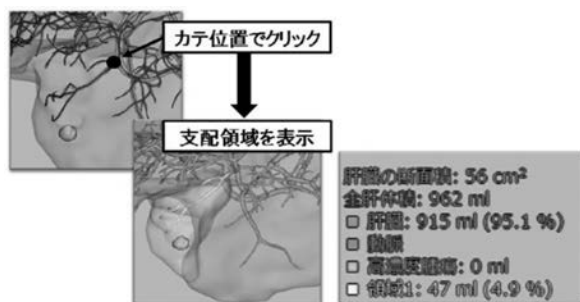 カテ位置でクリック
支配領域を表示
肝臓の断面積: 56 cm²
全肝体積: 962 ml
肝臓: 915 ml (95.1 %)
動脈
高濃度腫瘍: 0 ml
領域1: 47 ml (4.9 %)